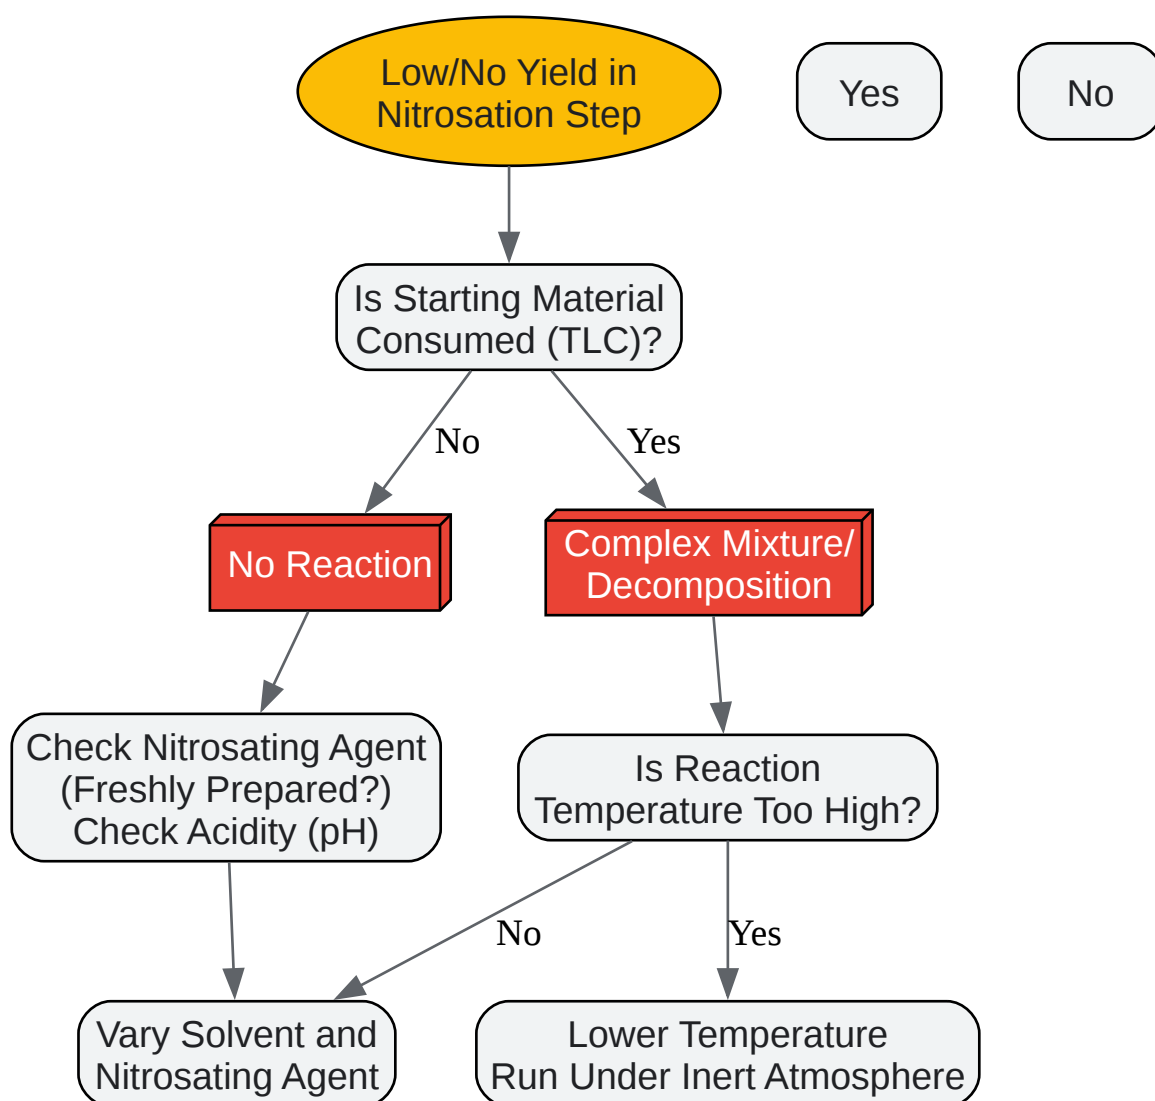 Low/No Yield in
Nitrosation Step
Yes
No
Is Starting Material
Consumed (TLC)?
No
Yes
No Reaction
Complex Mixture/
Decomposition
Check Nitrosating Agent
(Freshly Prepared?)
Check Acidity (pH)
Is Reaction
Temperature Too High?
No
Yes
Vary Solvent and
Nitrosating Agent
Lower Temperature
Run Under Inert Atmosphere